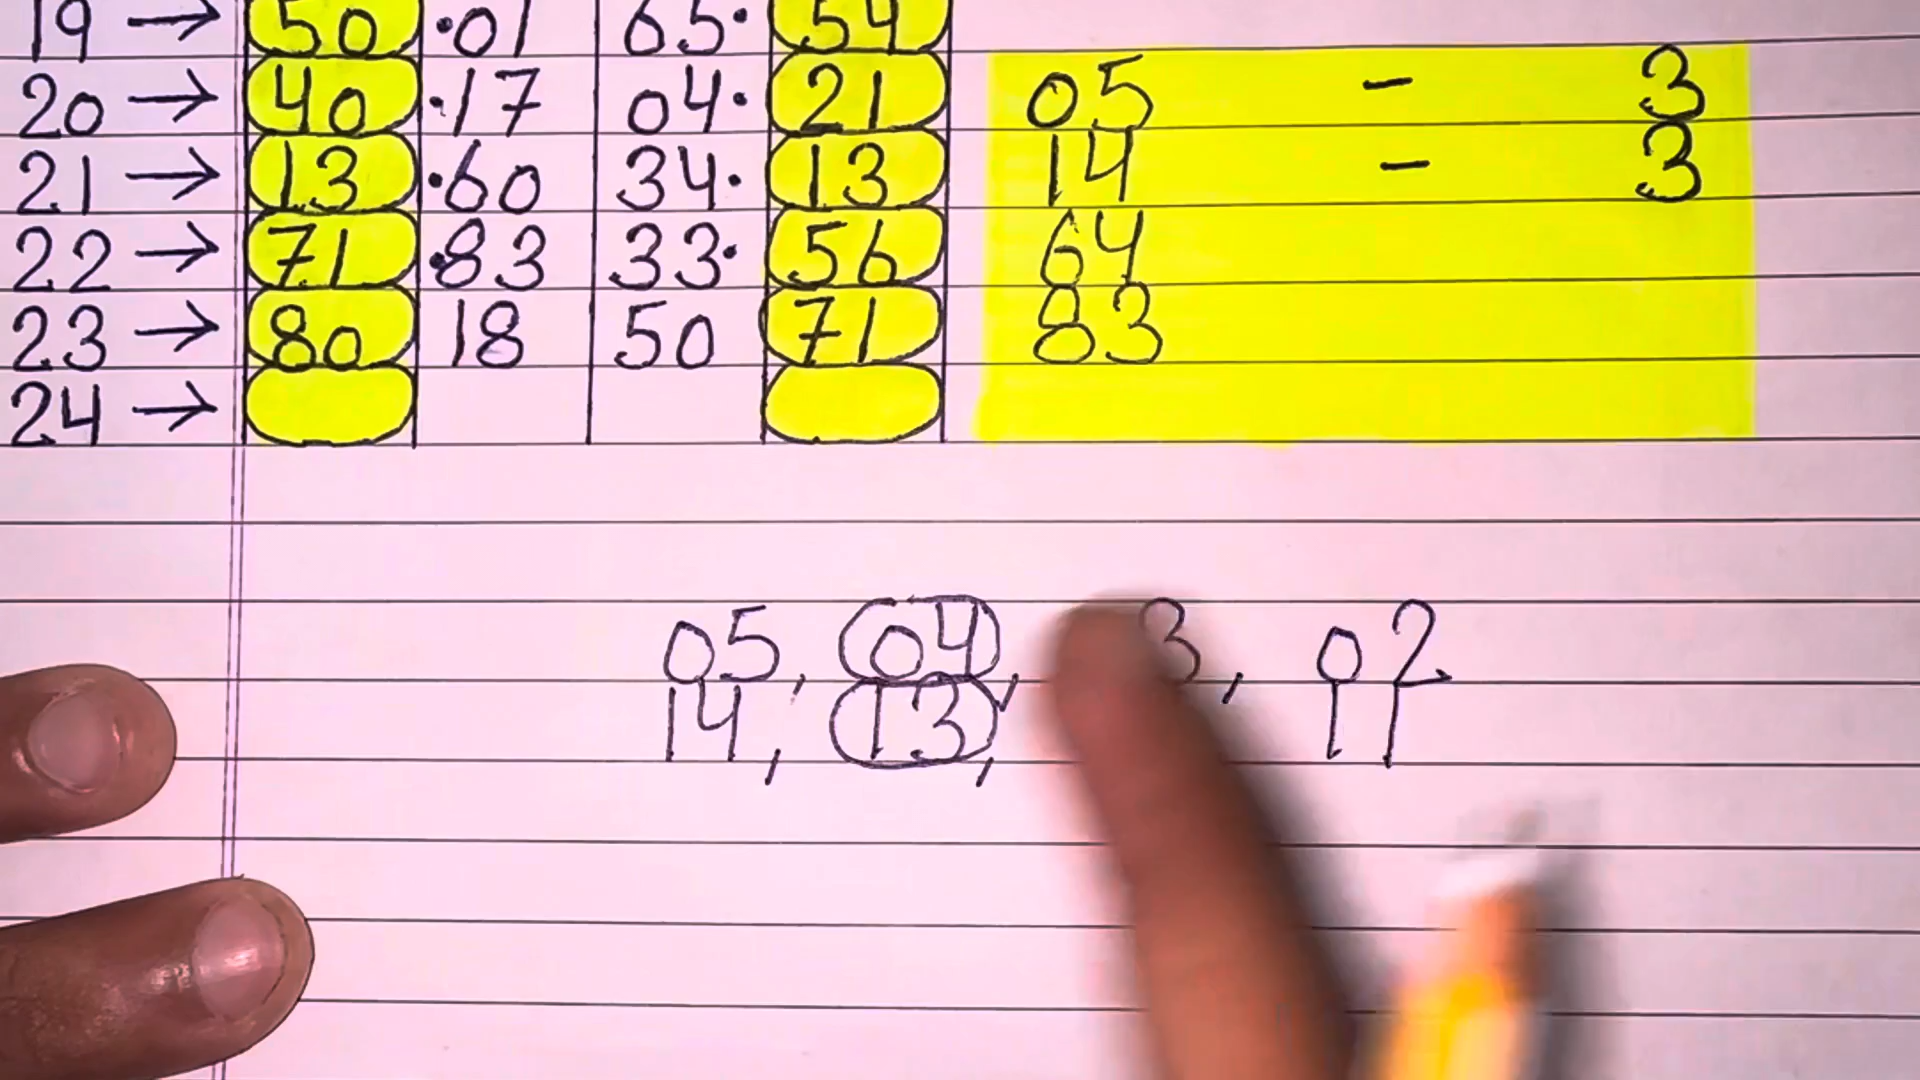 19 → 50 .01 65. 54
20 → 40 .17 04. 21 05 - 3
21 → 13 .60 34. 13 14 - 3
22 → 71 .83 .33. 56 64
23 → 80 18 50 71 83
24 →
05, 04, 3, 02
14, 13, 11